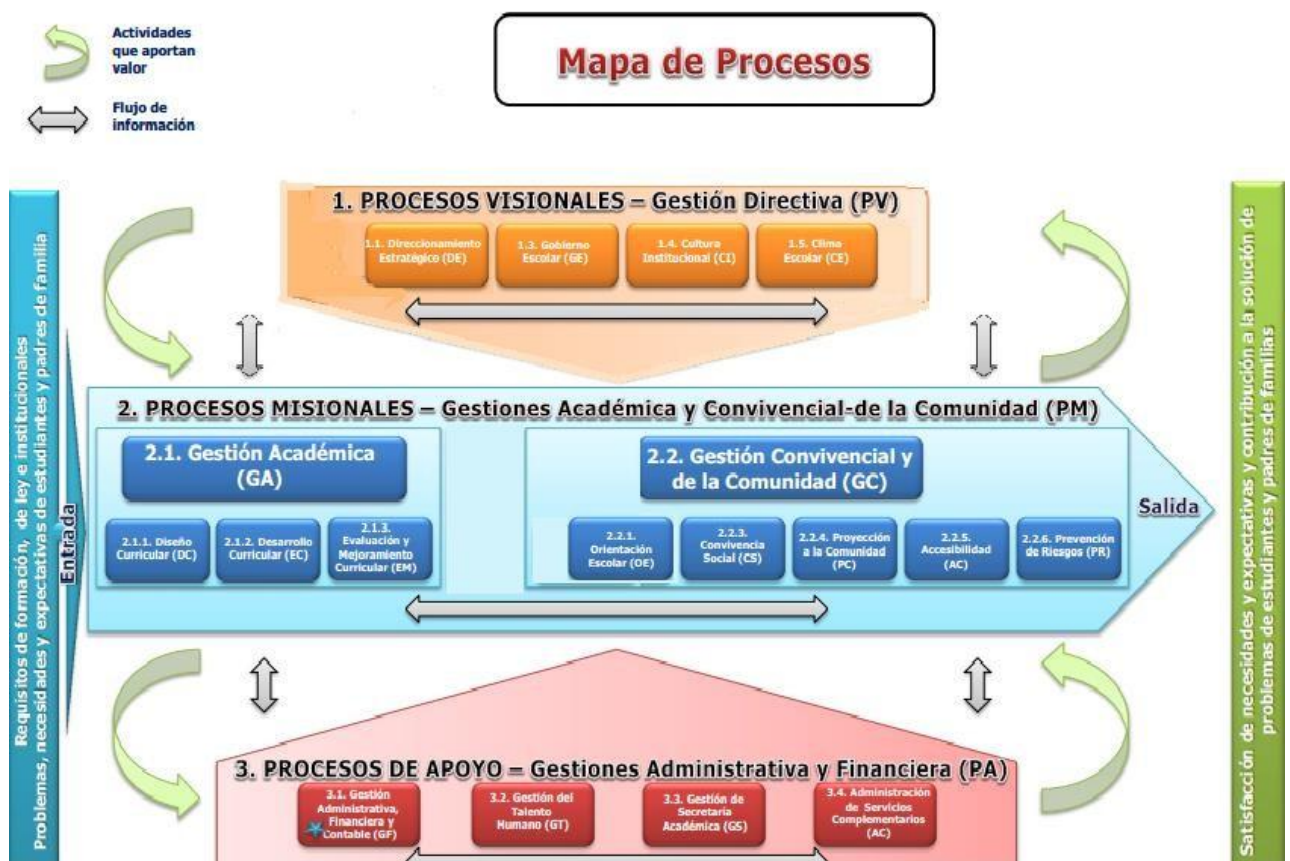 Actividades
que aportan
valor
Mapa de Procesos
Flujo de
información
Requisitos de formación, de ley e institucionales
Problemas, necesidades y expectativas de estudiantes y padres de familia
Entrada
1. PROCESOS VISIONALES – Gestión Directiva (PV)
1.1. Direccionamiento
Estratégico (DE)
1.3. Gobierno
Escolar (GE)
1.4. Cultura
Institucional (CI)
1.5. Clima
Escolar (CE)
2. PROCESOS MISIONALES – Gestiones Académica y Convivencial-de la Comunidad (PM)
2.1. Gestión Académica
(GA)
2.1.1. Diseño
Curricular (DC)
2.1.2. Desarrollo
Curricular (EC)
2.1.3.
Evaluación y
Mejoramiento
Curricular (EM)
2.2. Gestión Convivencial y
de la Comunidad (GC)
2.2.1.
Orientación
Escolar (OE)
2.2.3.
Convivencia
Social (CS)
2.2.4. Proyección
a la Comunidad
(PC)
2.2.5.
Accesibilidad
(AC)
2.2.6. Prevención
de Riesgos (PR)
Salida
3. PROCESOS DE APOYO – Gestiones Administrativa y Financiera (PA)
3.1. Gestión
Administrativa,
Financiera y
Contable (GF)
3.2. Gestión del
Talento
Humano (GT)
3.3. Gestión de
Secretaría
Académica (GS)
3.4. Administración
de Servicios
Complementarios (AC)
Satisfacción de necesidades y expectativas y contribución a la solución de
problemas de estudiantes y padres de familias